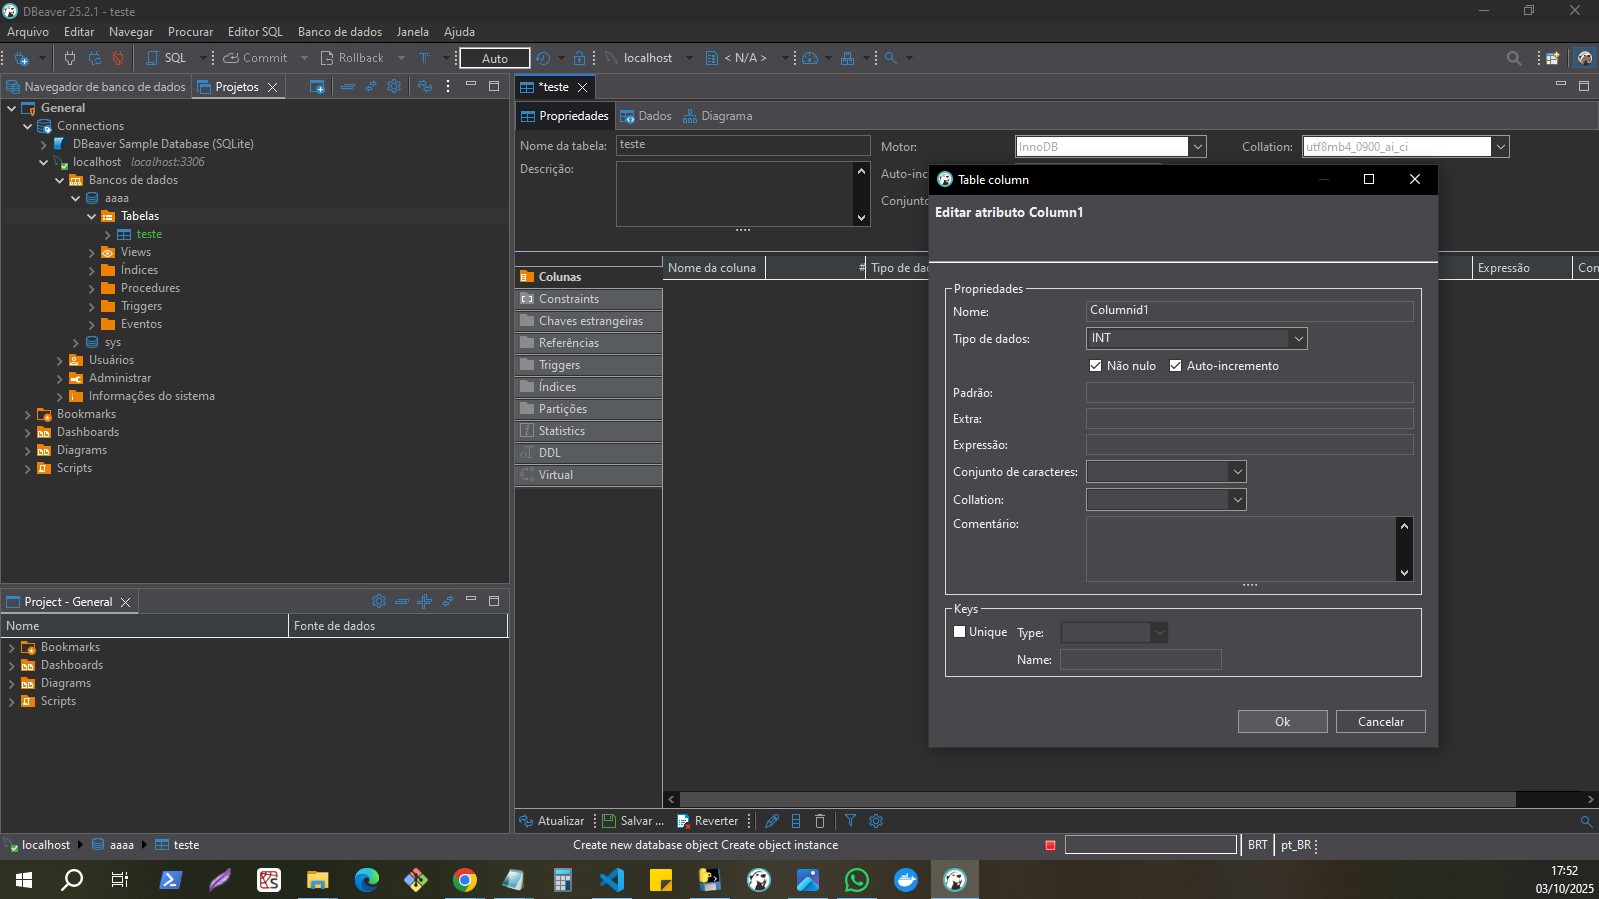 DBeaver 25.2.1 - teste
Arquivo Editar Navegar Procurar Editor SQL Banco de dados Janela Ajuda
SQL Commit Rollback Auto localhost < N/A >
Navegador de banco de dados Projetos
General
Connections
DBeaver Sample Database (SQLite)
localhost localhost:3306
Bancos de dados
aaaa
Tabelas
teste
Views
Índices
Procedures
Triggers
Eventos
sys
Usuários
Administrar
Informações do sistema
Bookmarks
Dashboards
Diagrams
Scripts
Project - General
Nome Fonte de dados
Bookmarks
Dashboards
Diagrams
Scripts
*teste
Propriedades Dados Diagrama
Nome da tabela: teste Motor: InnoDB Collation: utf8mb4_0900_ai_ci
Descrição: Auto-inc
Conjunto
Colunas
Constraints
Chaves estrangeiras
Referências
Triggers
Índices
Partições
Statistics
DDL
Virtual
Nome da coluna # Tipo de dad Expressão Con
Table column
Editar atributo Column1
Propriedades
Nome: Columnid1
Tipo de dados: INT
Não nulo Auto-incremento
Padrão:
Extra:
Expressão:
Conjunto de caracteres:
Collation:
Comentário:
Keys
Unique Type:
Name:
Ok Cancelar
Atualizar Salvar ... Reverter
localhost aaaa teste Create new database object Create object instance BRT pt_BR
17:52
03/10/2025